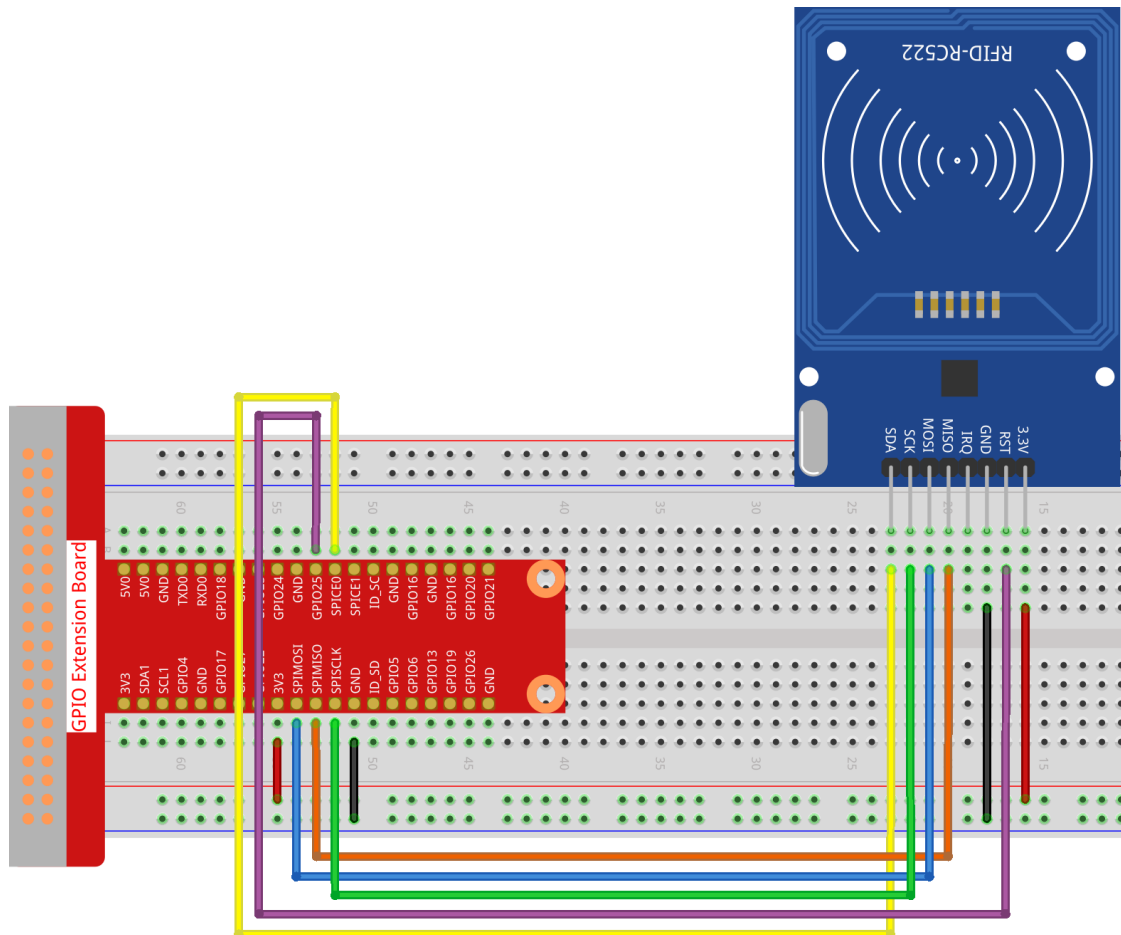 RFID-RC522
SDA
SCK
MOSI
MISO
IRQ
GND
RST
3.3V
GPIO Extension Board
60
55
50
45
40
35
30
25
20
15
A
B
5V0
5V0
GND
TXD0
RXD0
GPIO18
GPIO24
GND
GPIO25
SPICE0
SPICE1
ID_SC
GND
GPIO16
GND
GPIO16
GPIO20
GPIO21
3V3
SDA1
SCL1
GPIO4
GND
GPIO17
3V3
SPIMOSI
SPIMISO
SPISCLK
GND
ID_SD
GPIO5
GPIO6
GPIO13
GPIO19
GPIO26
GND
60
50
45
40
35
30
25
15